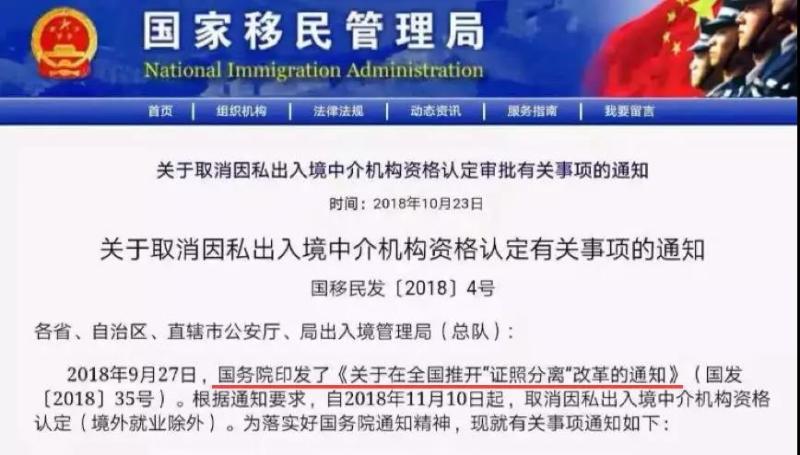 国家移民管理局
National Immigration Administration
首页 组织机构 法律法规 动态资讯 服务指南 我要留言
关于取消因私出入境中介机构资格认定审批有关事项的通知
时间：2018年10月23日
关于取消因私出入境中介机构资格认定有关事项的通知
国移民发〔2018〕4号
各省、自治区、直辖市公安厅、局出入境管理局（总队）：
2018年9月27日，国务院印发了《关于在全国推开“证照分离“改革的通知》（国发
〔2018〕35号）。根据通知要求，自2018年11月10日起，取消因私出入境中介机构资格
认定（境外就业除外）。为落实好国务院通知精神，现就有关事项通知如下：